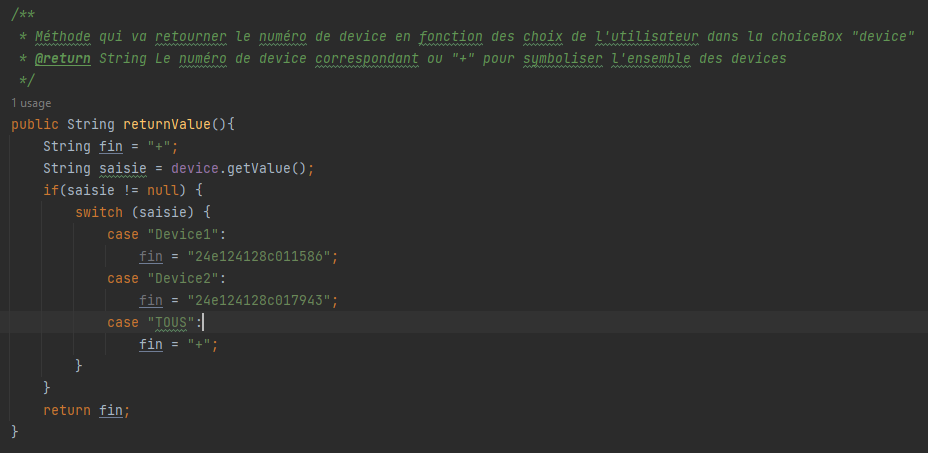 /**
 * Méthode qui va retourner le numéro de device en fonction des choix de l'utilisateur dans la choiceBox "device"
 * @return String Le numéro de device correspondant ou "+" pour symboliser l'ensemble des devices
 */
1 usage
public String returnValue(){
    String fin = "+";
    String saisie = device.getValue();
    if(saisie != null) {
        switch (saisie) {
            case "Device1":
                fin = "24e124128c011586";
            case "Device2":
                fin = "24e124128c017943";
            case "TOUS":
                fin = "+";
        }
    }
    return fin;
}